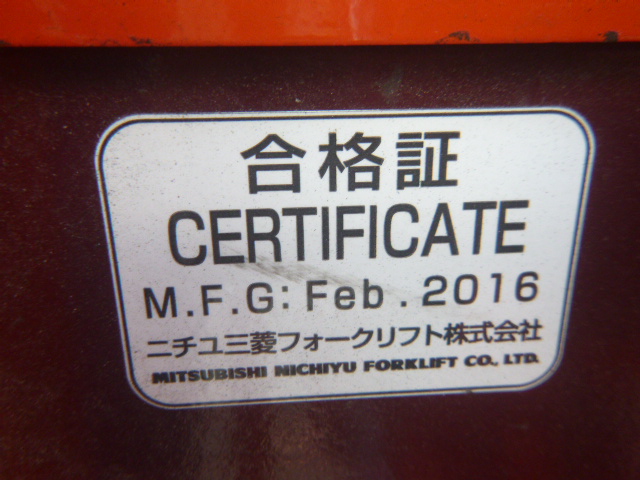 合格証
CERTIFICATE
M.F.G: Feb. 2016
ニチユ三菱フォークリフト株式会社
MITSUBISHI NICHIYU FORKLIFT CO., LTD.